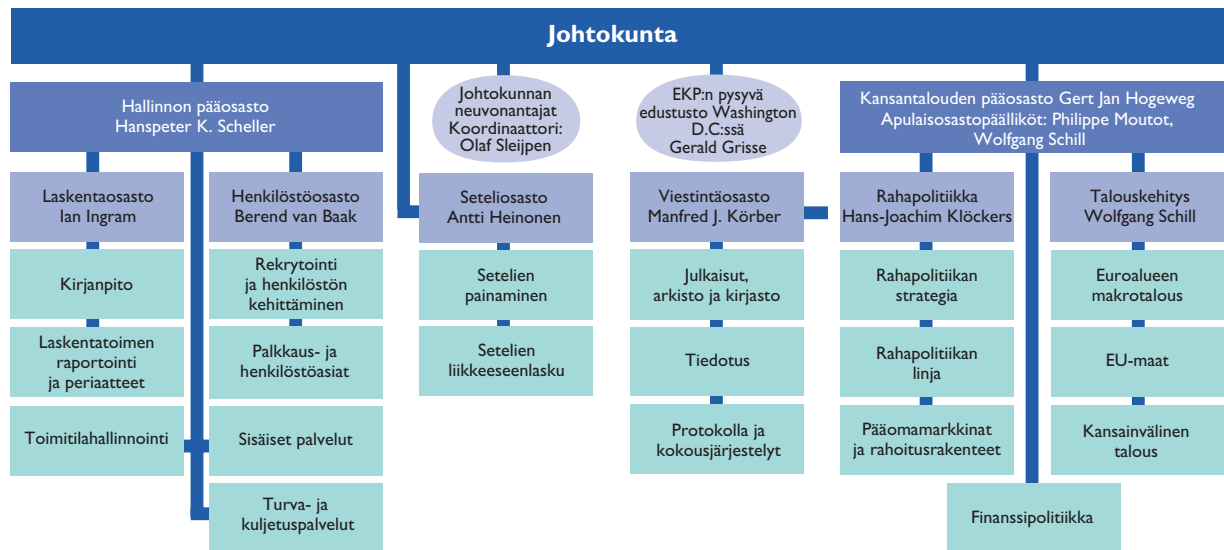 Johtokunta
Hallinnon pääosasto
Hanspeter K. Scheller
Johtokunnan
neuvonantajat
Koordinaattori:
Olaf Sleijpen
EKP:n pysyvä
edustusto Washington
D.C:ssä
Gerald Grisse
Kansantalouden pääosasto Gert Jan Hogeweg
Apulaisosastopäälliköt: Philippe Moutot,
Wolfgang Schill
Laskentaosasto
Ian Ingram
Henkilöstöosasto
Berend van Baak
Seteliosasto
Antti Heinonen
Viestintäosasto
Manfred J. Körber
Rahapolitiikka
Hans-Joachim Klöckers
Talouskehitys
Wolfgang Schill
Kirjanpito
Rekrytointi
ja henkilöstön
kehittäminen
Setelien
painaminen
Julkaisut,
arkisto ja kirjasto
Rahapolitiikan
strategia
Euroalueen
makrotalous
Laskentatoimen
raportointi
ja periaatteet
Palkkaus- ja
henkilöstöasiat
Setelien
liikkeeseenlasku
Tiedotus
Rahapolitiikan
linja
EU-maat
Toimitilahallinnointi
Sisäiset palvelut
Protokolla ja
kokousjärjestelyt
Pääomamarkkinat
ja rahoitusrakenteet
Kansainvälinen
talous
Turva- ja
kuljetuspalvelut
Finanssipolitiikka